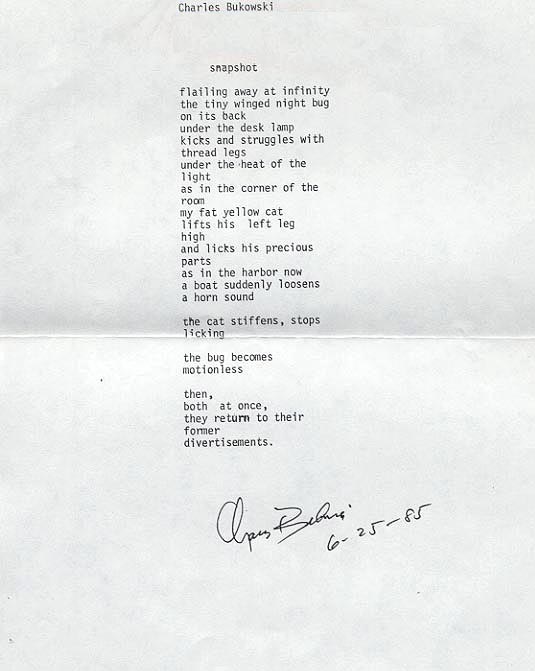 Charles Bukowski
snapshot
flailing away at infinity
the tiny winged night bug
on its back
under the desk lamp
kicks and struggles with
thread legs
under the heat of the
light
as in the corner of the
room
my fat yellow cat
lifts his left leg
high
and licks his precious
parts
as in the harbor now
a boat suddenly loosens
a horn sound
the cat stiffens, stops
licking
the bug becomes
motionless
then,
both at once,
they return to their
former
divertisements.
6-25-85